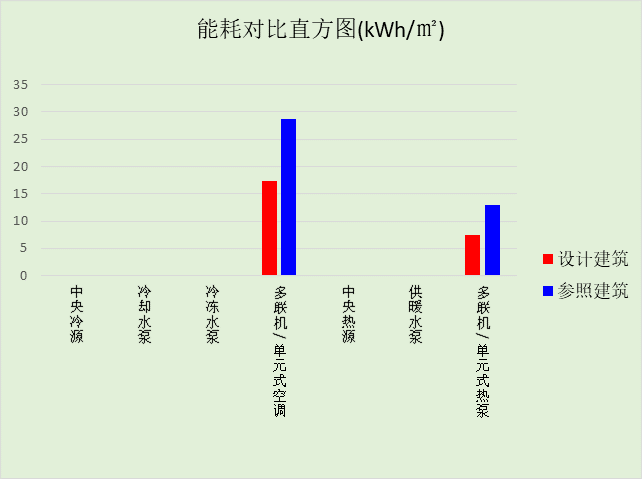 能耗对比直方图(kWh/㎡)
35
30
25
20
15
10
5
0
中央冷源
冷却水泵
冷冻水泵
多联机/单元式空调
中央热源
供暖水泵
多联机/单元式热泵
设计建筑
参照建筑